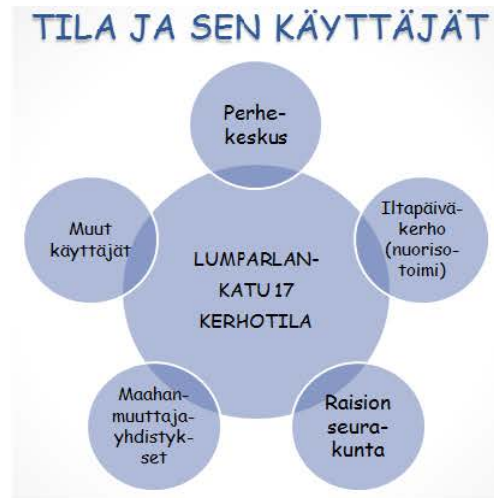 TILA JA SEN KÄYTTÄJÄT
Perhe-
keskus
Iltapäivä-
kerho
(nuoriso-
toimi)
Raision
seura-
kunta
Maahan-
muuttaja-
yhdistyk-
set
Muut
käyttäjät
LUMPARLAN-
KATU 17
KERHOTILA